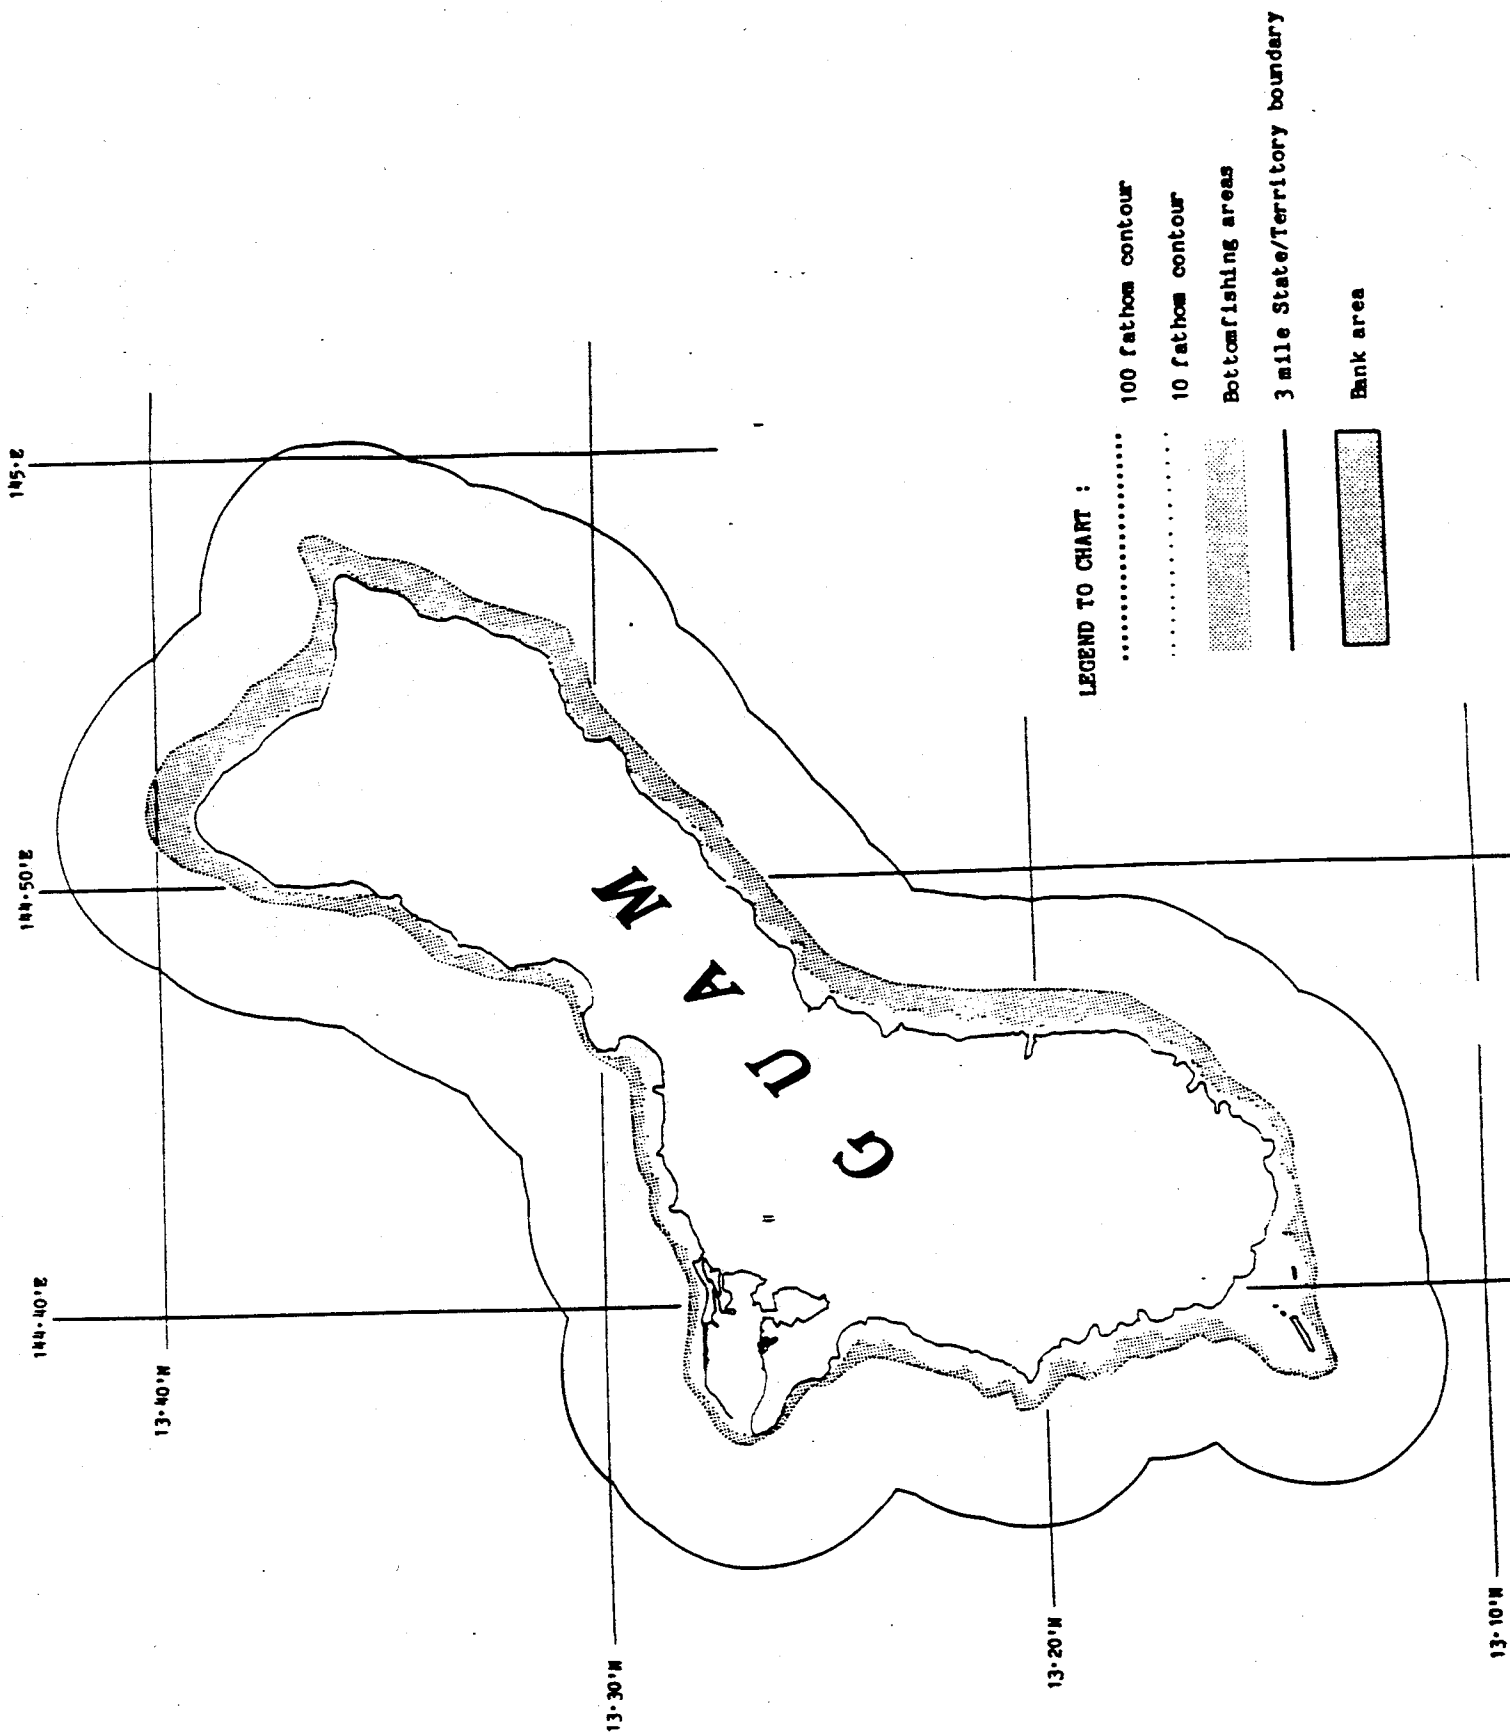 145·E
144·50'E
144·40'E
13·40'N
13·30'N
13·20'N
13·10'N
GUAM
LEGEND TO CHART :
100 fathom contour
10 fathom contour
Bottomfishing areas
3 mile State/Territory boundary
Bank area